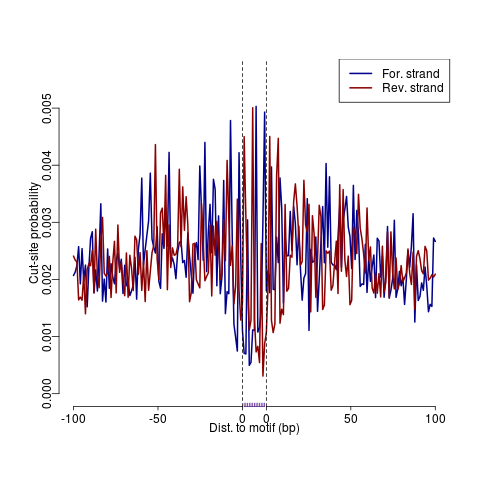 For. strand
Rev. strand
Cut-site probability
0.005
0.004
0.003
0.002
0.001
0.000
-100 -50 0 0 50 100
Dist. to motif (bp)